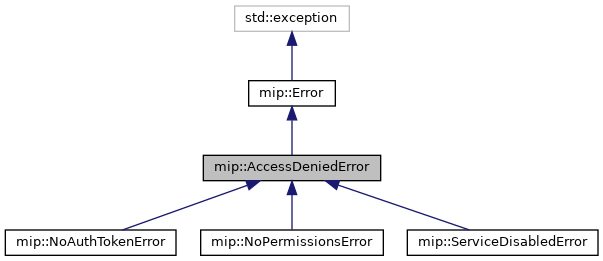 std::exception
mip::Error
mip::AccessDeniedError
mip::NoAuthTokenError
mip::NoPermissionsError
mip::ServiceDisabledError